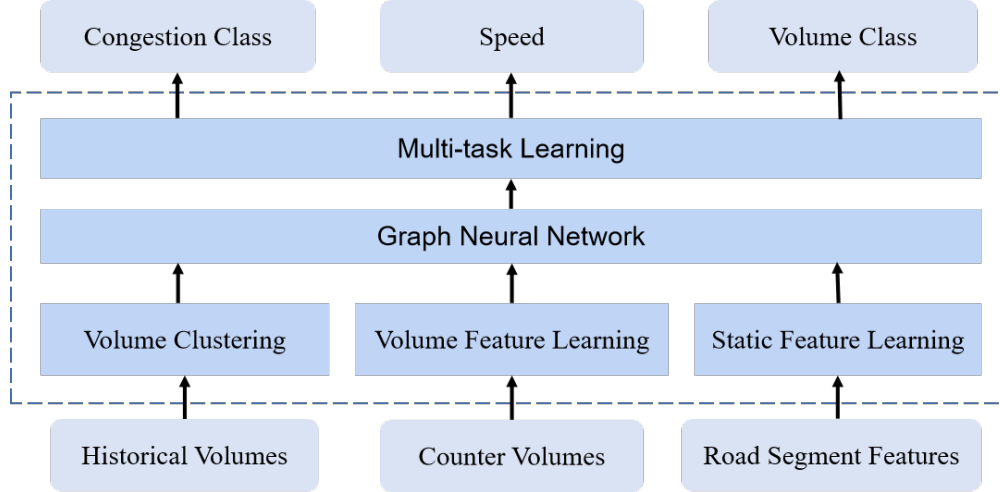 Congestion Class
Speed
Volume Class
Multi-task Learning
Graph Neural Network
Volume Clustering
Volume Feature Learning
Static Feature Learning
Historical Volumes
Counter Volumes
Road Segment Features